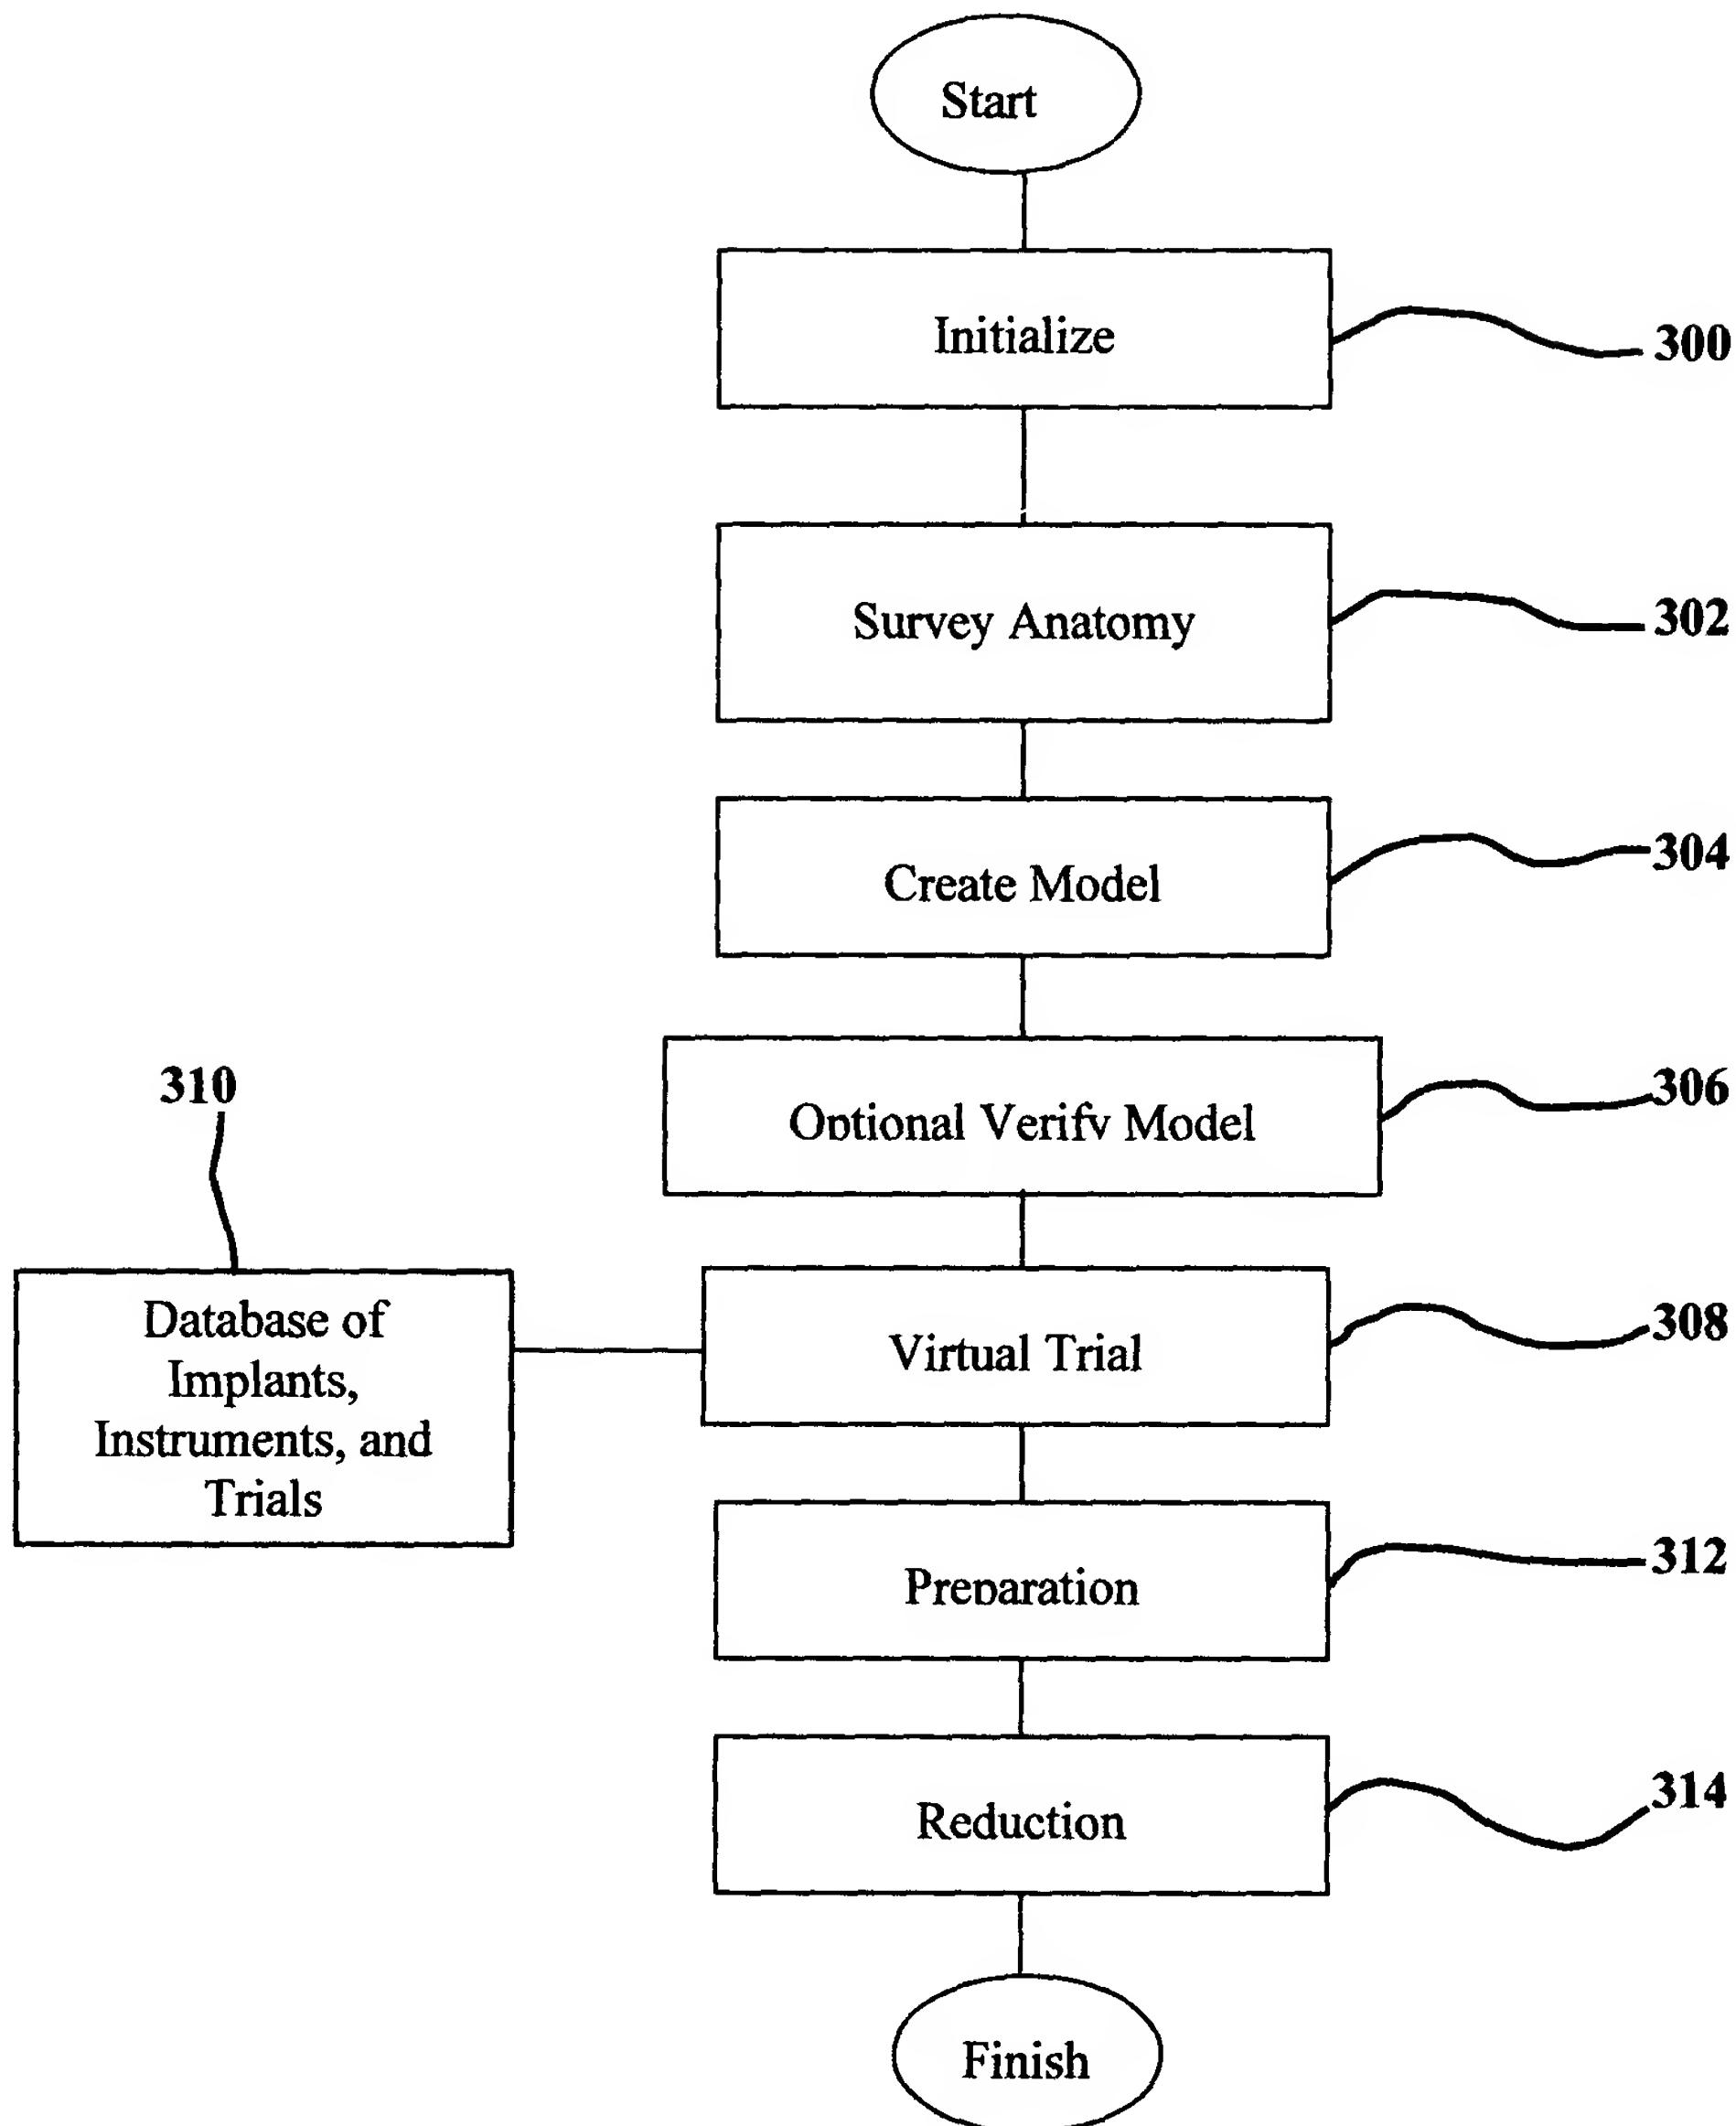 Start
Initialize
300
Survey Anatomy
302
Create Model
304
Optional Verify Model
306
310
Database of
Implants,
Instruments, and
Trials
Virtual Trial
308
Preparation
312
Reduction
314
Finish